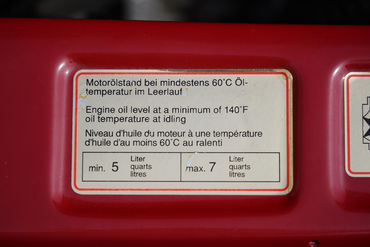 Motorölstand bei mindestens 60°C Öl-
temperatur im Leerlauf
Engine oil level at a minimum of 140°F
oil temperature at idling
Niveau d'huile du moteur à une température
d'huile d'au moins 60°C au ralenti
min. 5 Liter quarts litres max. 7 Liter quarts litres